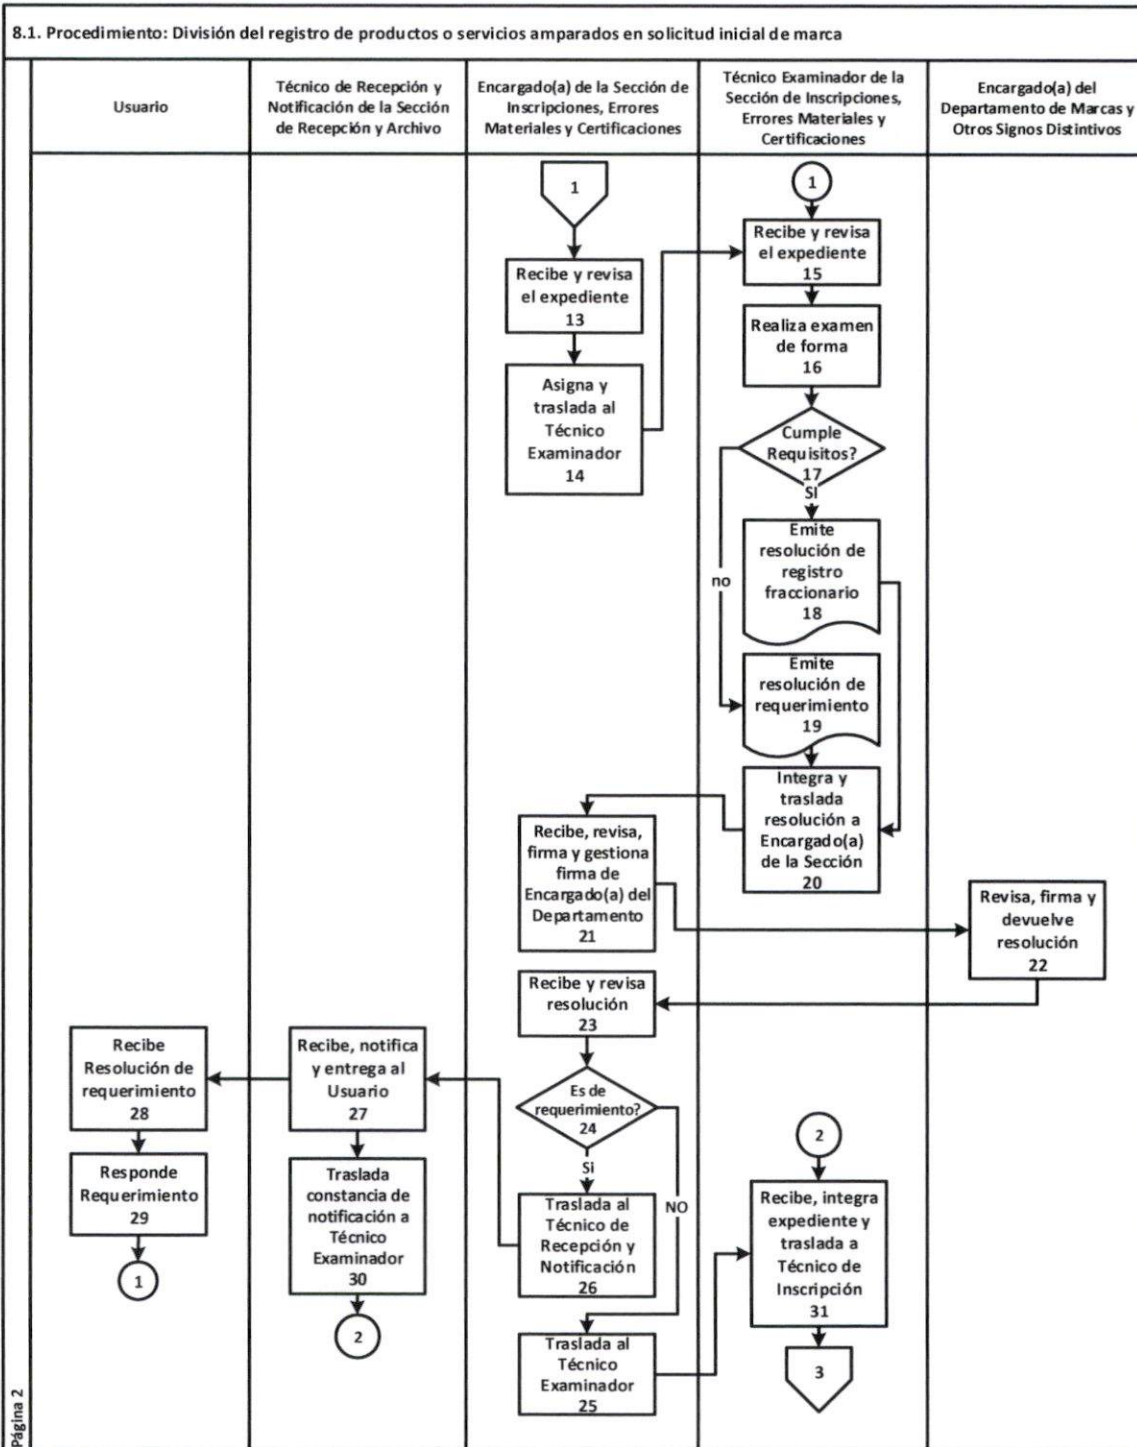 8.1. Procedimiento: División del registro de productos o servicios amparados en solicitud inicial de marca
Usuario
Técnico de Recepción y
Notificación de la Sección
de Recepción y Archivo
Encargado(a) de la Sección de
Inscripciones, Errores
Materiales y Certificaciones
Técnico Examinador de la
Sección de Inscripciones,
Errores Materiales y
Certificaciones
Encargado(a) del
Departamento de Marcas y
Otros Signos Distintivos
1
Recibe y revisa
el expediente
13
Asigna y
traslada al
Técnico
Examinador
14
1
Recibe y revisa
el expediente
15
Realiza examen
de forma
16
Cumple
Requisitos?
17
SI
no
Emite
resolución de
registro
fraccionario
18
Emite
resolución de
requerimiento
19
Integra y
traslada
resolución a
Encargado(a)
de la Sección
20
Recibe, revisa,
firma y gestiona
firma de
Encargado(a) del
Departamento
21
Revisa, firma y
devuelve
resolución
22
Recibe y revisa
resolución
23
Es de
requerimiento?
24
Si
NO
Traslada al
Técnico de
Recepción y
Notificación
26
Traslada al
Técnico
Examinador
25
Recibe, notifica
y entrega al
Usuario
27
Traslada
constancia de
notificación a
Técnico
Examinador
30
2
Recibe
Resolución de
requerimiento
28
Responde
Requerimiento
29
1
2
Recibe, integra
expediente y
traslada a
Técnico de
Inscripción
31
3
Página 2